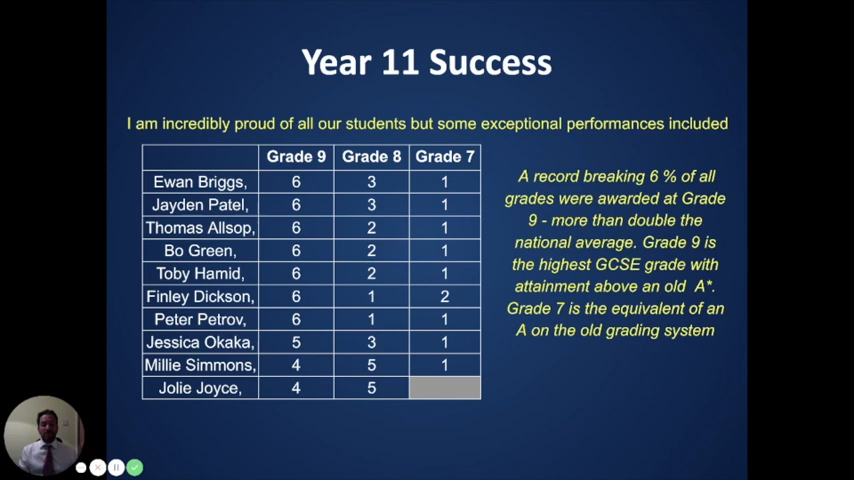 Year 11 Success
I am incredibly proud of all our students but some exceptional performances included
Grade 9 Grade 8 Grade 7
Ewan Briggs, 6 3 1
Jayden Patel, 6 3 1
Thomas Allsop, 6 2 1
Bo Green, 6 2 1
Toby Hamid, 6 2 1
Finley Dickson, 6 1 2
Peter Petrov, 6 1 1
Jessica Okaka, 5 3 1
Millie Simmons, 4 5 1
Jolie Joyce, 4 5
A record breaking 6 % of all
grades were awarded at Grade
9 - more than double the
national average. Grade 9 is
the highest GCSE grade with
attainment above an old A*.
Grade 7 is the equivalent of an
A on the old grading system